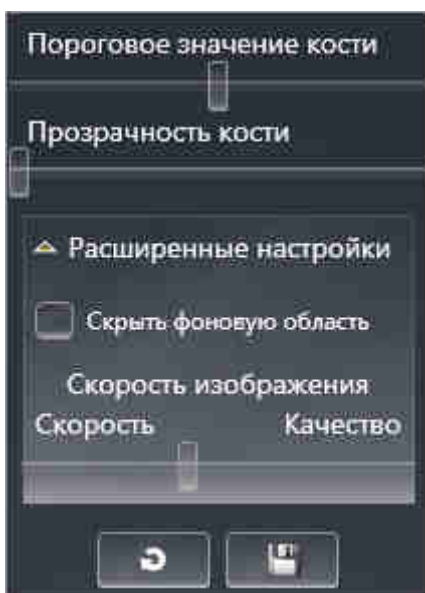 Пороговое значение кости
Прозрачность кости
Расширенные настройки
Скрыть фоновую область
Скорость изображения
Скорость Качество